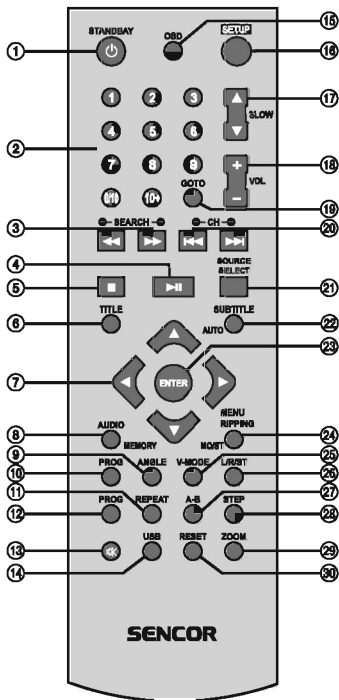 STANDBAY
OSD
SETUP
15
1
16
1 2 3
17
SLOW
4 5 6
2
7 8 9
+
18
VOL
0/10 10+
GOTO
−
19
SEARCH
CH
3
20
4
SOURCE
SELECT
5
21
TITLE
SUBTITLE
6
AUTO
22
23
7
ENTER
AUDIO
MENU
RIPPING
8
MEMORY
MO/ST
24
9
PROG
ANGLE
V-MODE
L/R/ST
25
10
26
11
PROG
REPEAT
A-B
STEP
27
12
28
USB
RESET
ZOOM
13
29
14
30
SENCOR